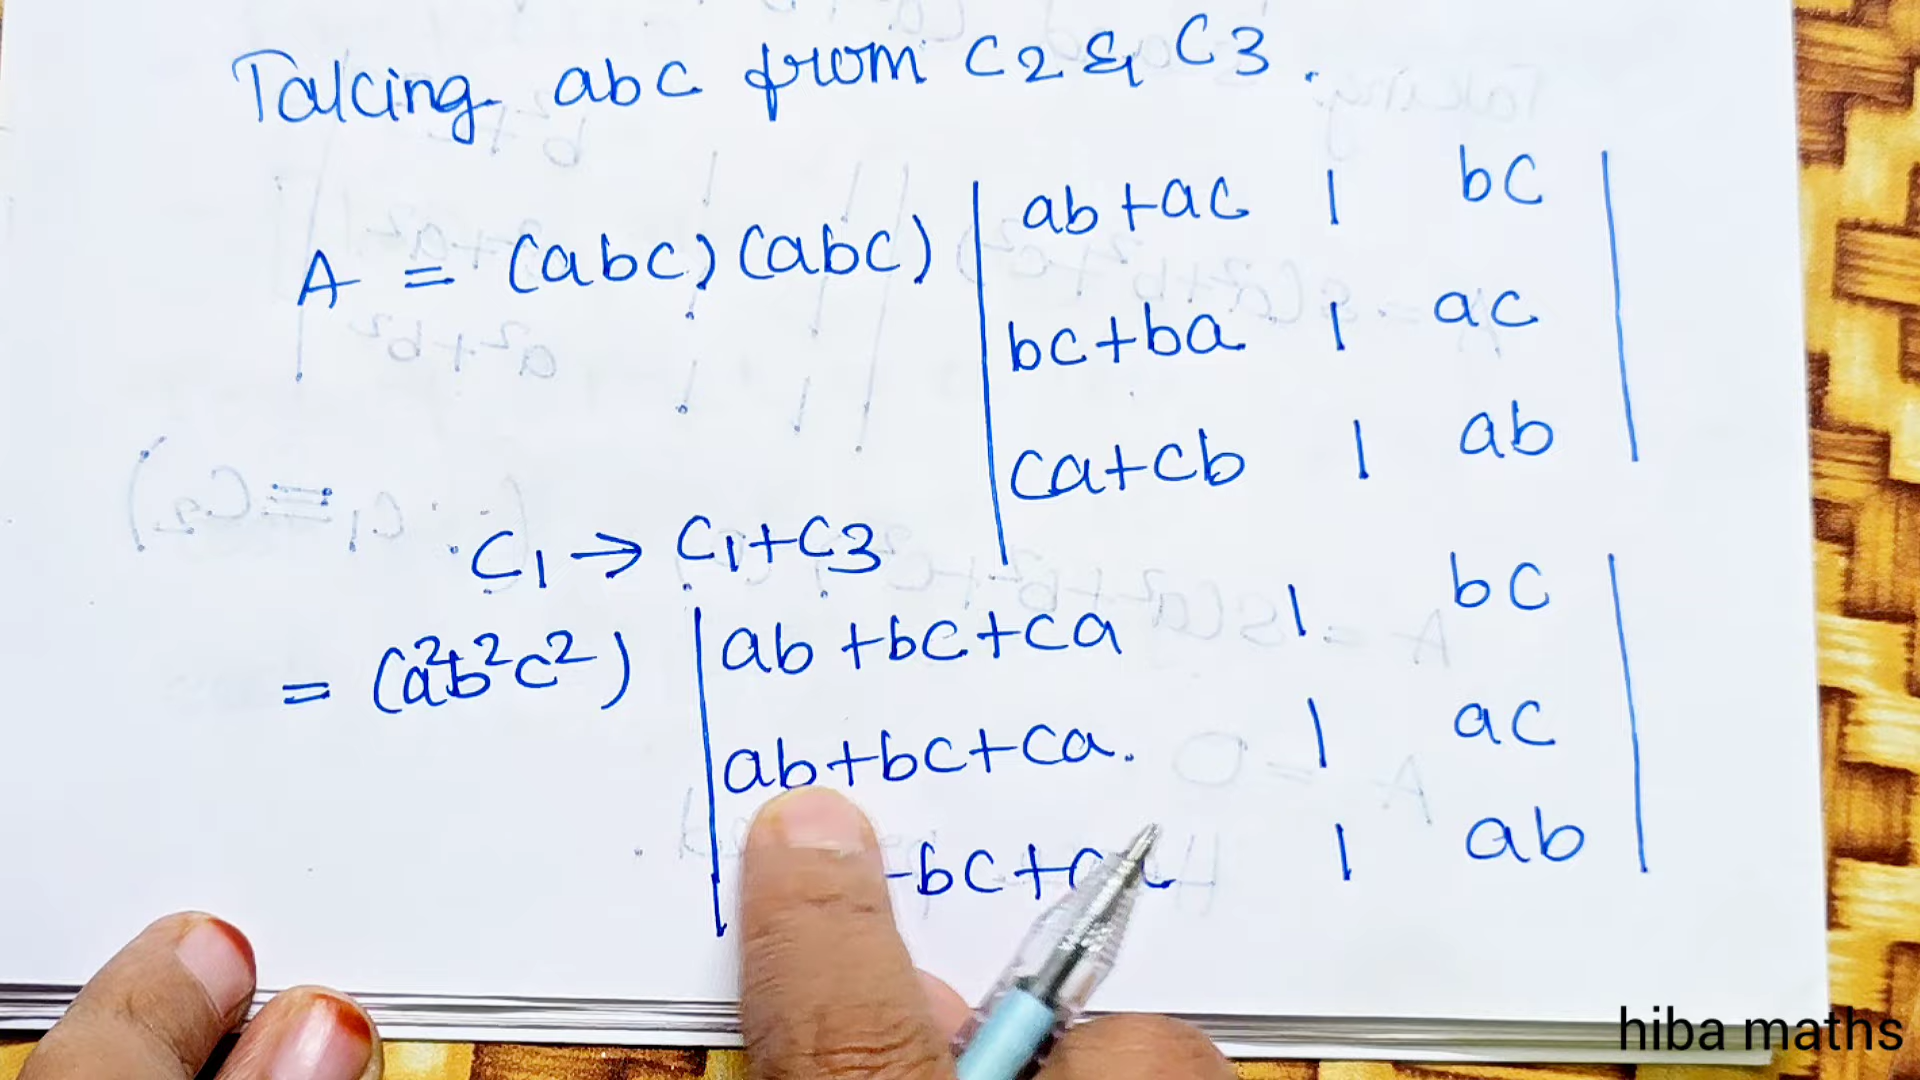 Taking abc from C2 & C3.
A = (abc)(abc) | ab+ac 1 bc |
bc+ba 1 ac
ca+cb 1 ab
C1 → C1+C3
= (a²b²c²) | ab+bc+ca 1 bc |
ab+bc+ca. 1 ac
bc+ca 1 ab
hiba maths